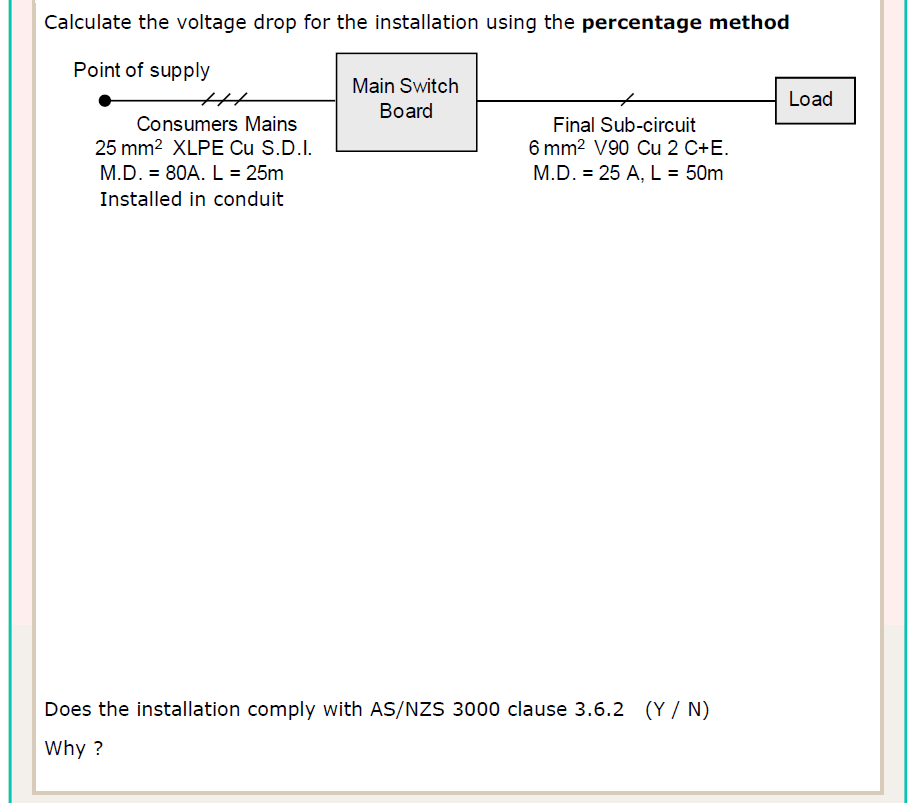 Calculate the voltage drop for the installation using the percentage method
Point of supply
Main Switch
Board
Load
Consumers Mains
25 mm² XLPE Cu S.D.I.
M.D. = 80A. L = 25m
Installed in conduit
Final Sub-circuit
6 mm² V90 Cu 2 C+E.
M.D. = 25 A, L = 50m
Does the installation comply with AS/NZS 3000 clause 3.6.2 (Y / N)
Why ?